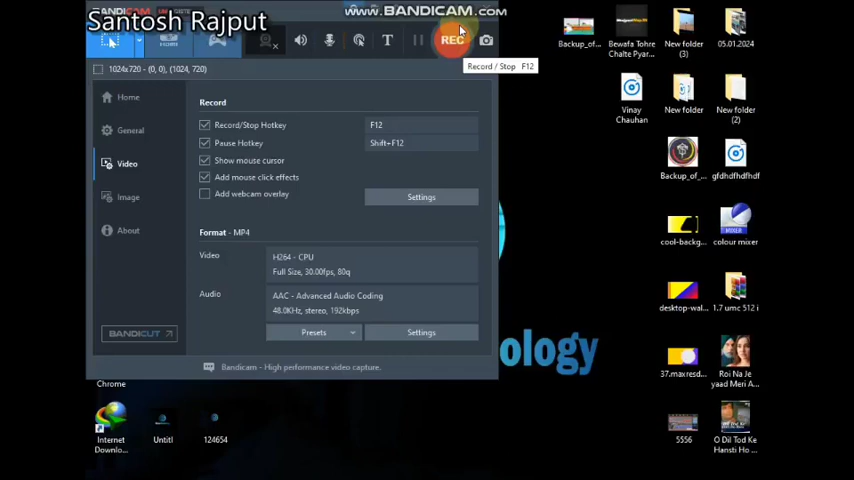 Santosh Rajput
WWW.BANDICAM.COM
BANDICAM
REC
Record / Stop F12
1024x720 - (0, 0), (1024, 720)
Home
General
Video
Image
About
BANDICUT
Record
Record/Stop Hotkey
F12
Pause Hotkey
Shift+F12
Show mouse cursor
Add mouse click effects
Add webcam overlay
Settings
Format - MP4
Video
H264 - CPU
Full Size, 30.00fps, 80q
Audio
AAC - Advanced Audio Coding
48.0KHz, stereo, 192kbps
Presets
Settings
Bandicam - High performance video capture.
ology
Chrome
Internet
Downlo...
Untitl
124654
Backup_of...
Bewafa Tohre
Chalte Pyar...
New folder
(3)
05.01.2024
Vinay
Chauhan
New folder
New folder
(2)
Backup_of_...
gfdhdfhdfhdf
cool-backg...
colour mixer
desktop-wal...
1.7 umc 512 i
37.maxresd...
Roi Na Je
yaad Meri A...
5556
O Dil Tod Ke
Hansti Ho ...